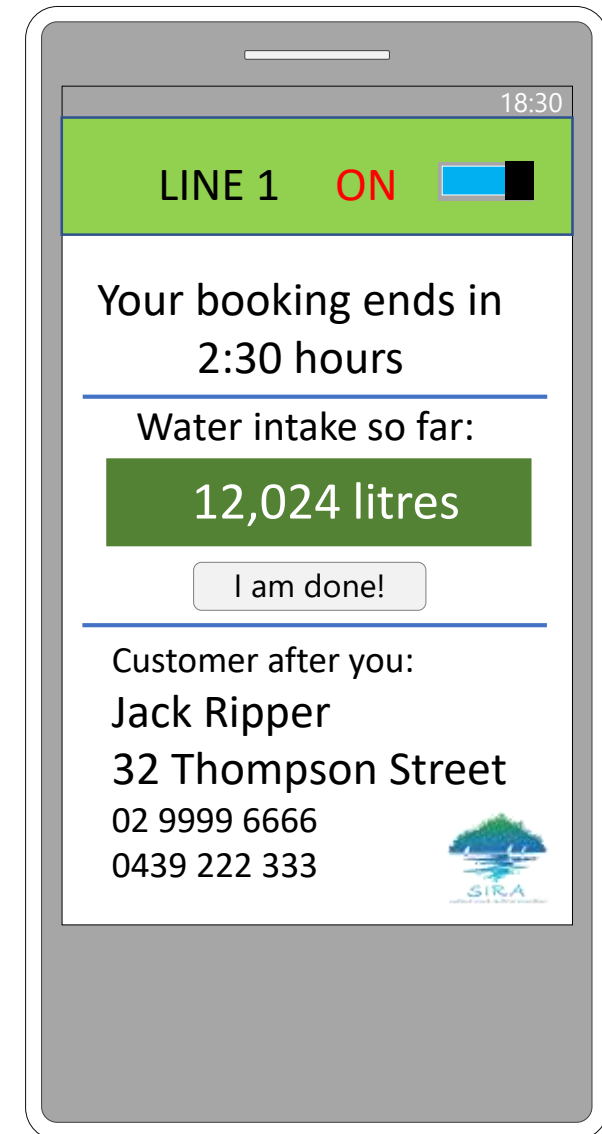 18:30
LINE 1 ON
Your booking ends in
2:30 hours
Water intake so far:
12,024 litres
I am done!
Customer after you:
Jack Ripper
32 Thompson Street
02 9999 6666
0439 222 333
SIRA